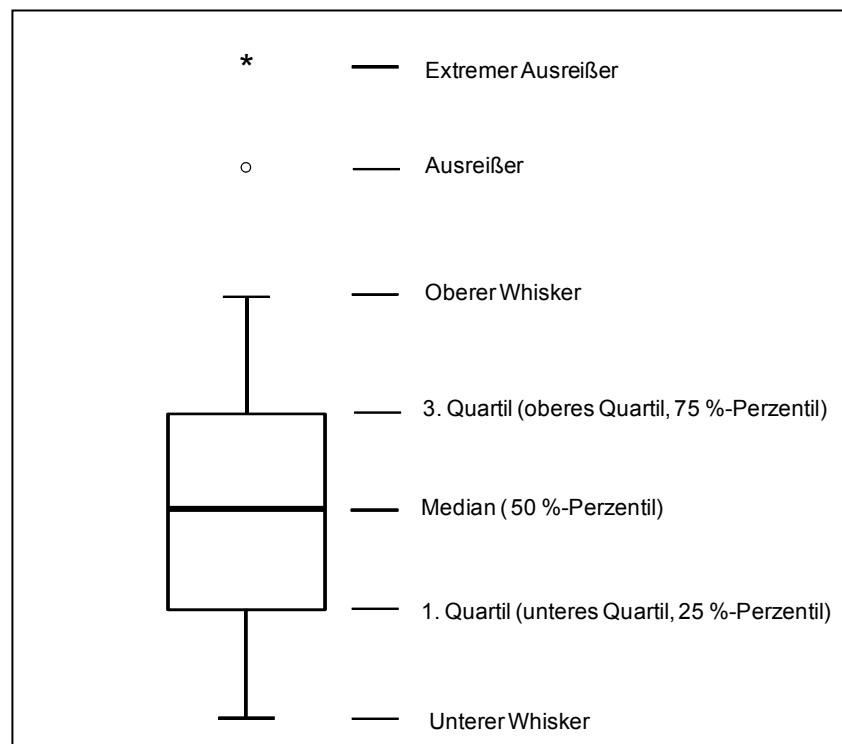 Extremer Ausreißer
Ausreißer
Oberer Whisker
3. Quartil (oberes Quartil, 75 %-Perzentil)
Median ( 50 %-Perzentil)
1. Quartil (unteres Quartil, 25 %-Perzentil)
Unterer Whisker